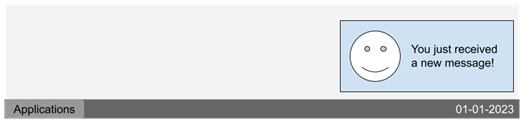 You just received
a new message!
Applications
01-01-2023